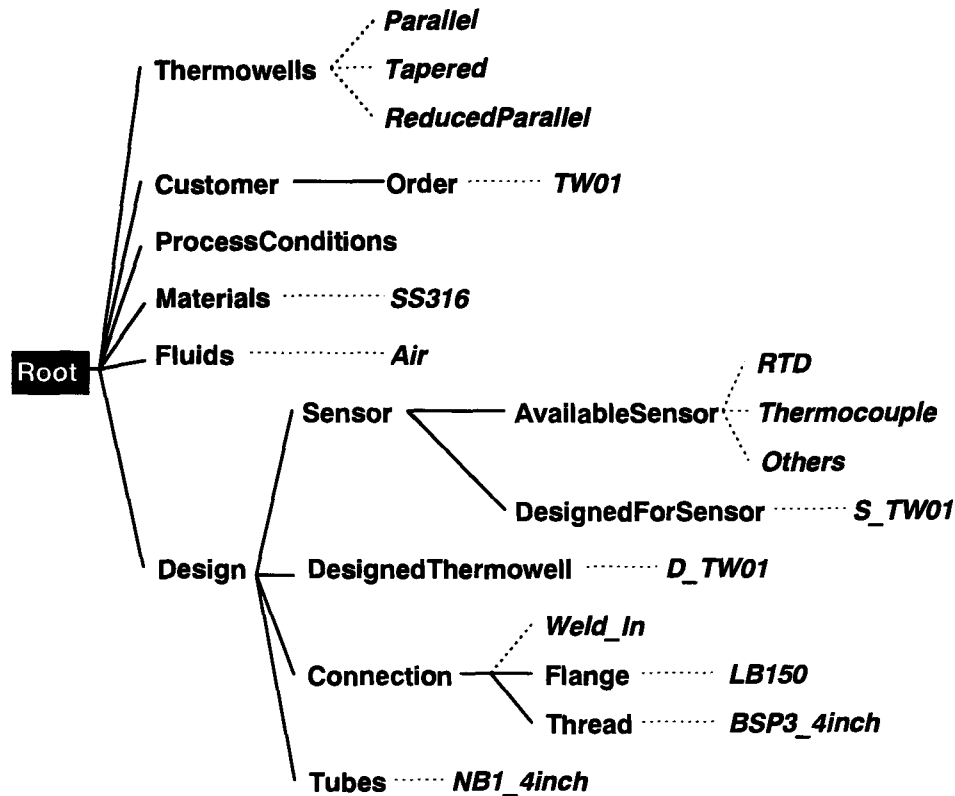 Parallel
Thermowells
Tapered
ReducedParallel
Customer Order TW01
ProcessConditions
Materials SS316
Fluids Air
Root
RTD
Sensor AvailableSensor Thermocouple
Others
DesignedForSensor S_TW01
Design DesignedThermowell D_TW01
Weld_In
Connection Flange LB150
Thread BSP3_4inch
Tubes NB1_4inch